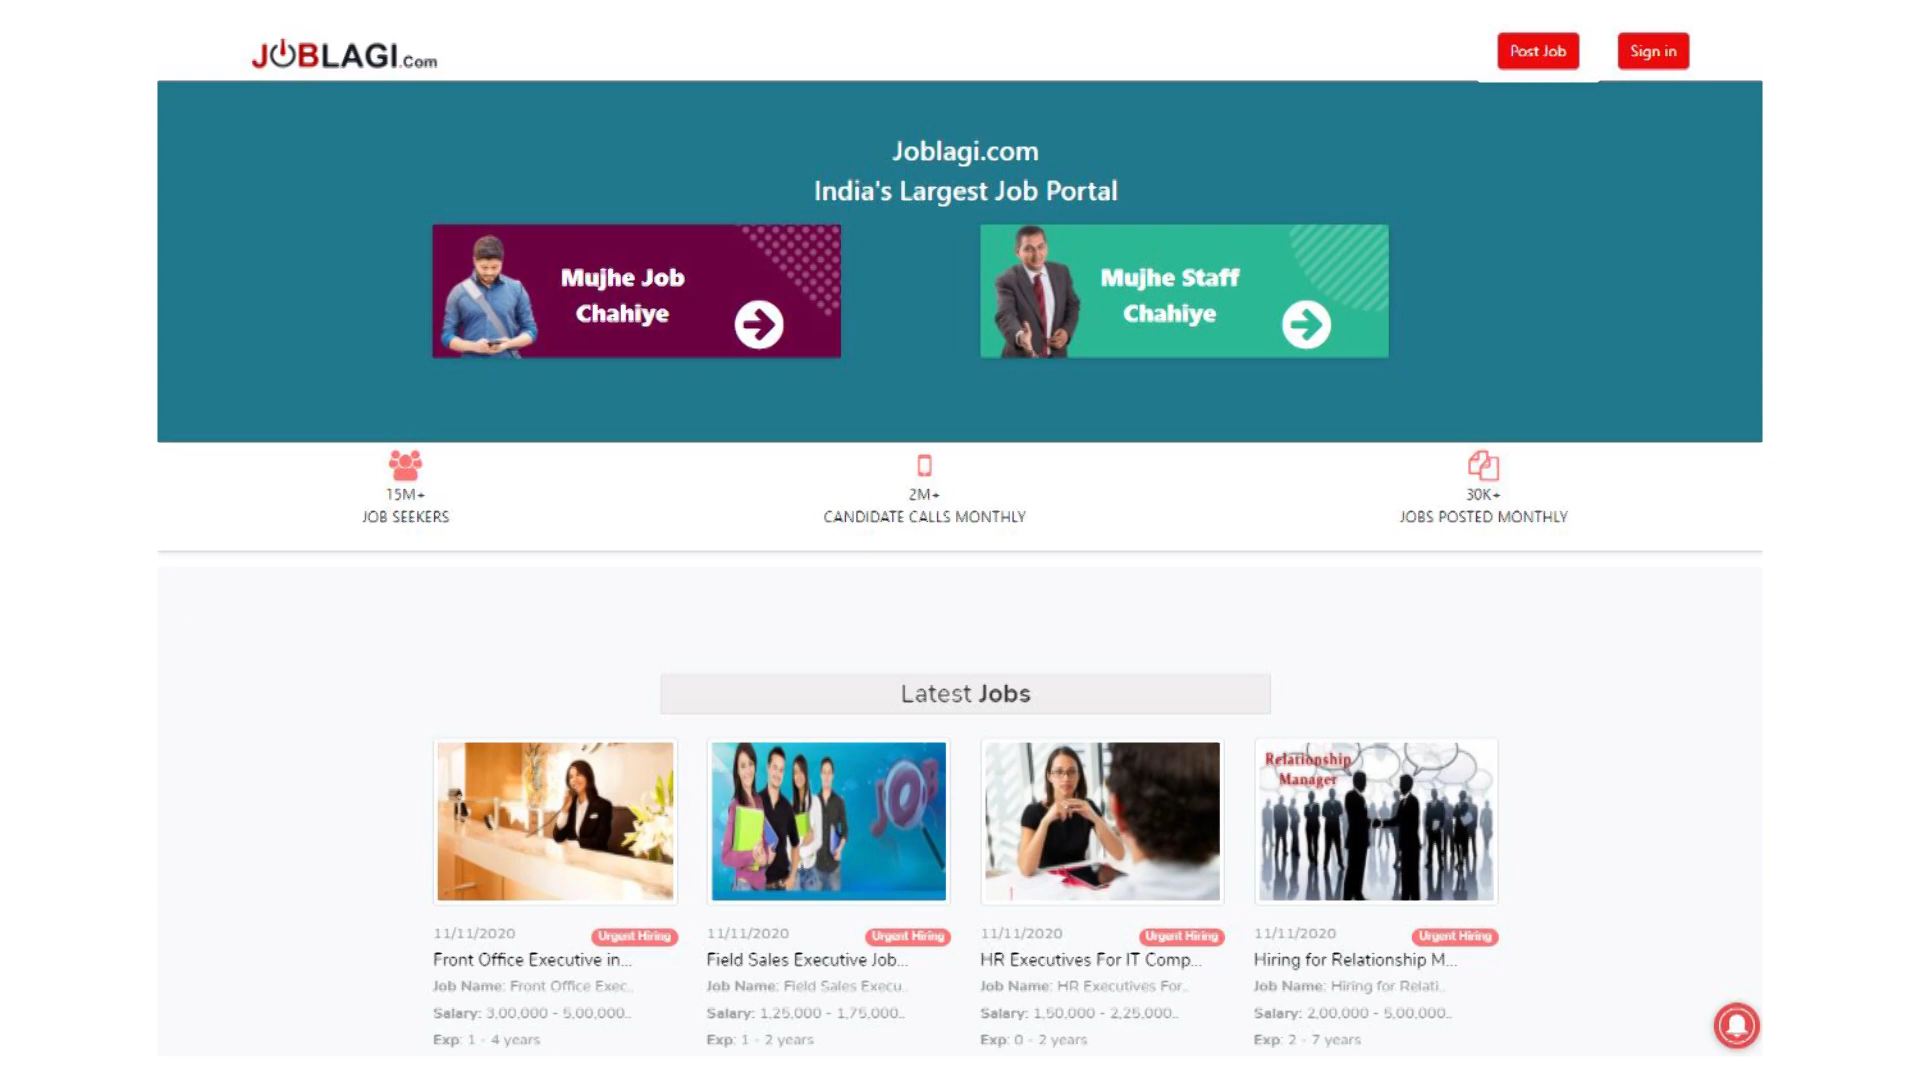 JOBLAGI.Com
Post Job
Sign in
Joblagi.com
India's Largest Job Portal
Mujhe Job
Chahiye
Mujhe Staff
Chahiye
15M+
JOB SEEKERS
2M+
CANDIDATE CALLS MONTHLY
30K+
JOBS POSTED MONTHLY
Latest Jobs
JOB
Relationship
Manager
11/11/2020 Urgent Hiring
Front Office Executive in...
Job Name: Front Office Exec..
Salary: 3,00,000 - 5,00,000..
Exp: 1 - 4 years
11/11/2020 Urgent Hiring
Field Sales Executive Job...
Job Name: Field Sales Execu..
Salary: 1,25,000 - 1,75,000..
Exp: 1 - 2 years
11/11/2020 Urgent Hiring
HR Executives For IT Comp...
Job Name: HR Executives For..
Salary: 1,50,000 - 2,25,000..
Exp: 0 - 2 years
11/11/2020 Urgent Hiring
Hiring for Relationship M...
Job Name: Hiring for Relati..
Salary: 2,00,000 - 5,00,000..
Exp: 2 - 7 years